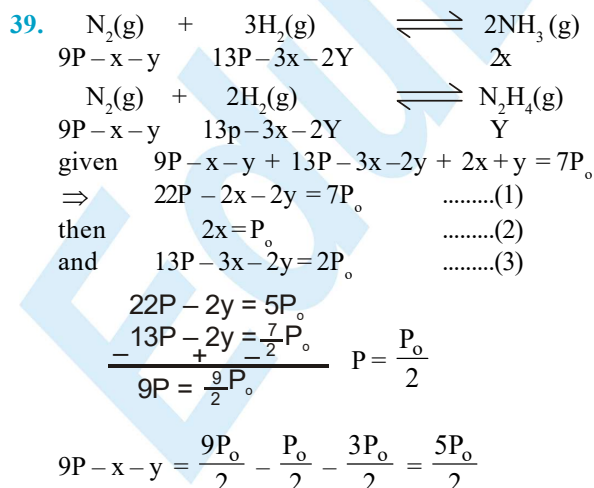 39. N₂(g) + 3H₂(g) ⇌ 2NH₃(g)
9P – x – y 13P – 3x – 2Y 2x
N₂(g) + 2H₂(g) ⇌ N₂H₄(g)
9P – x – y 13p – 3x – 2Y Y
given 9P – x – y + 13P – 3x – 2y + 2x + y = 7P₀
⇒ 22P – 2x – 2y = 7P₀ .........(1)
then 2x = P₀ .........(2)
and 13P – 3x – 2y = 2P₀ .........(3)
22P – 2y = 5P₀
13P – 2y = 7/2 P₀
– + –
9P = 9/2 P₀ P = P₀/2
9P – x – y = 9P₀/2 – P₀/2 – 3P₀/2 = 5P₀/2